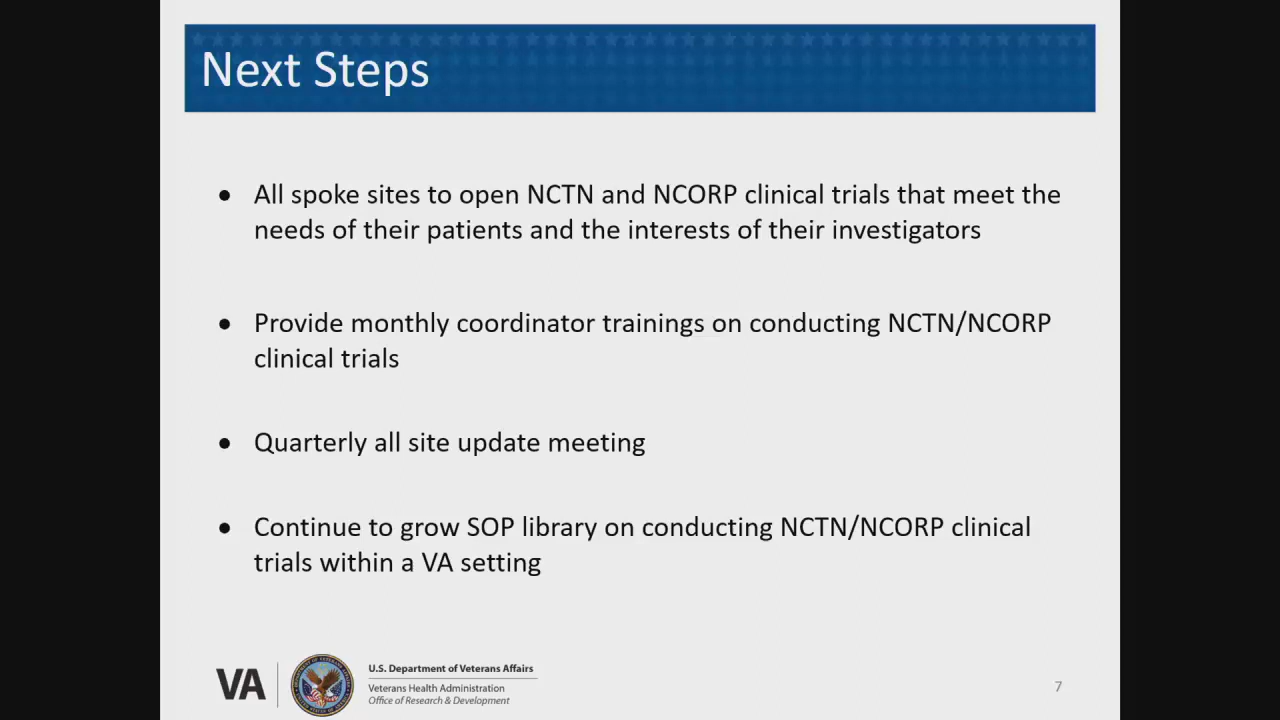 Next Steps
● All spoke sites to open NCTN and NCORP clinical trials that meet the
needs of their patients and the interests of their investigators
● Provide monthly coordinator trainings on conducting NCTN/NCORP
clinical trials
● Quarterly all site update meeting
● Continue to grow SOP library on conducting NCTN/NCORP clinical
trials within a VA setting
VA
U.S. Department of Veterans Affairs
Veterans Health Administration
Office of Research & Development
7